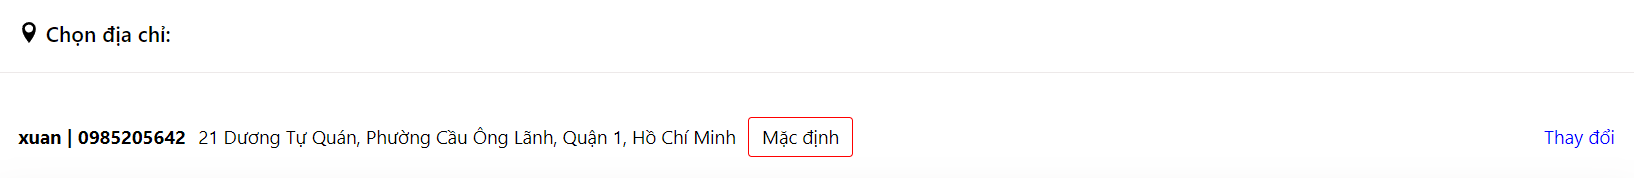 Chọn địa chỉ:
xuan | 0985205642 21 Dương Tự Quán, Phường Cầu Ông Lãnh, Quận 1, Hồ Chí Minh Mặc định Thay đổi